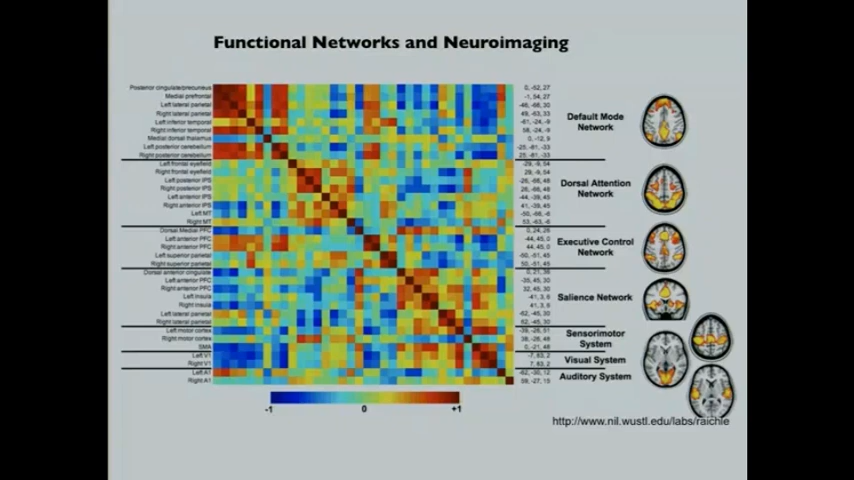 Functional Networks and Neuroimaging
Posterior cingulate/precuneus
Medial prefrontal
Left lateral parietal
Right lateral parietal
Left inferior temporal
Right inferior temporal
Medial dorsal thalamus
Left posterior cerebellum
Right posterior cerebellum
Left frontal eyefield
Right frontal eyefield
Left posterior IPS
Right posterior IPS
Left anterior IPS
Right anterior IPS
Left MT
Right MT
Dorsal Medial PFC
Left anterior PFC
Right anterior PFC
Left superior parietal
Right superior parietal
Dorsal anterior cingulate
Left anterior PFC
Right anterior PFC
Left insula
Right insula
Left lateral parietal
Right lateral parietal
Left motor cortex
Right motor cortex
SMA
Left V1
Right V1
Left A1
Right A1
0, -52, 27
-1, 54, 27
-46, -66, 30
49, -63, 33
-61, -24, -9
58, -24, -9
0, -12, 9
-25, -81, -33
25, -81, -33
-29, -9, 54
29, -9, 54
-26, -66, 48
26, -66, 48
-44, -39, 45
41, -39, 45
-50, -66, -6
53, -63, -6
0, 24, 26
-44, 45, 0
44, 45, 0
-50, -51, 45
50, -51, 45
0, 21, 36
-35, 45, 30
32, 45, 30
-41, 3, 6
41, 3, 6
-62, -45, 30
62, -45, 30
-39, -26, 51
38, -26, 48
0, -21, 48
-7, 83, 2
7, 83, 2
-62, -30, 12
59, -27, 15
Default Mode
Network
Dorsal Attention
Network
Executive Control
Network
Salience Network
Sensorimotor
System
Visual System
Auditory System
-1
0
+1
http://www.nil.wustl.edu/labs/raichle